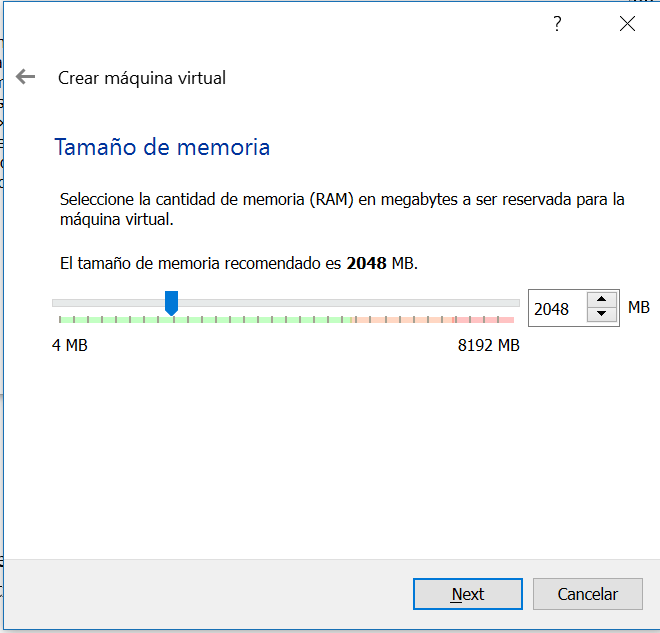 ?
Crear máquina virtual
Tamaño de memoria
Seleccione la cantidad de memoria (RAM) en megabytes a ser reservada para la
máquina virtual.
El tamaño de memoria recomendado es 2048 MB.
2048 MB
4 MB 8192 MB
Next Cancelar